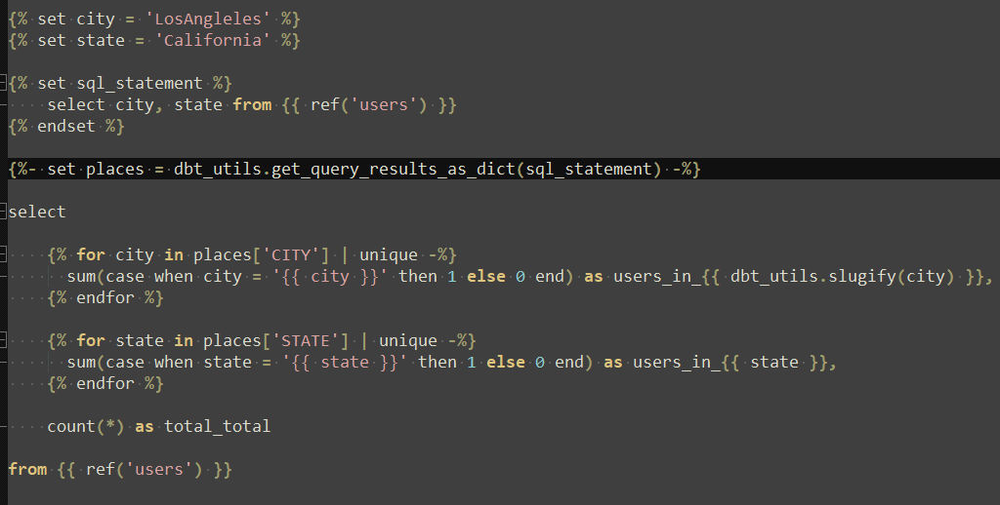 {% set city = 'LosAngleles' %}
{% set state = 'California' %}
{% set sql_statement %}
select city, state from {{ ref('users') }}
{% endset %}
{%- set places = dbt_utils.get_query_results_as_dict(sql_statement) -%}
select
{% for city in places['CITY'] | unique -%}
sum(case when city = '{{ city }}' then 1 else 0 end) as users_in_{{ dbt_utils.slugify(city) }},
{% endfor %}
{% for state in places['STATE'] | unique -%}
sum(case when state = '{{ state }}' then 1 else 0 end) as users_in_{{ state }},
{% endfor %}
count(*) as total_total
from {{ ref('users') }}